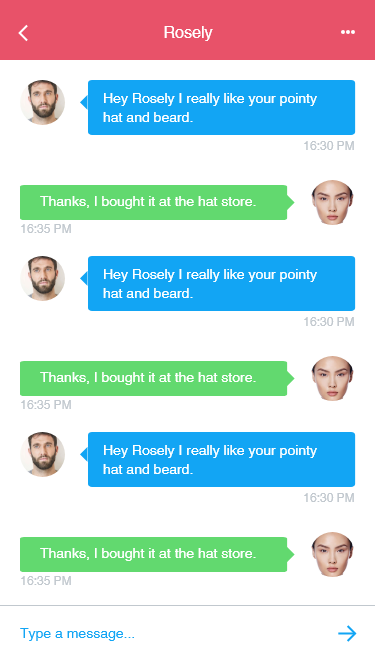 Rosely
Hey Rosely I really like your pointy
hat and beard.
16:30 PM
Thanks, I bought it at the hat store.
16:35 PM
Hey Rosely I really like your pointy
hat and beard.
16:30 PM
Thanks, I bought it at the hat store.
16:35 PM
Hey Rosely I really like your pointy
hat and beard.
16:30 PM
Thanks, I bought it at the hat store.
16:35 PM
Type a message...